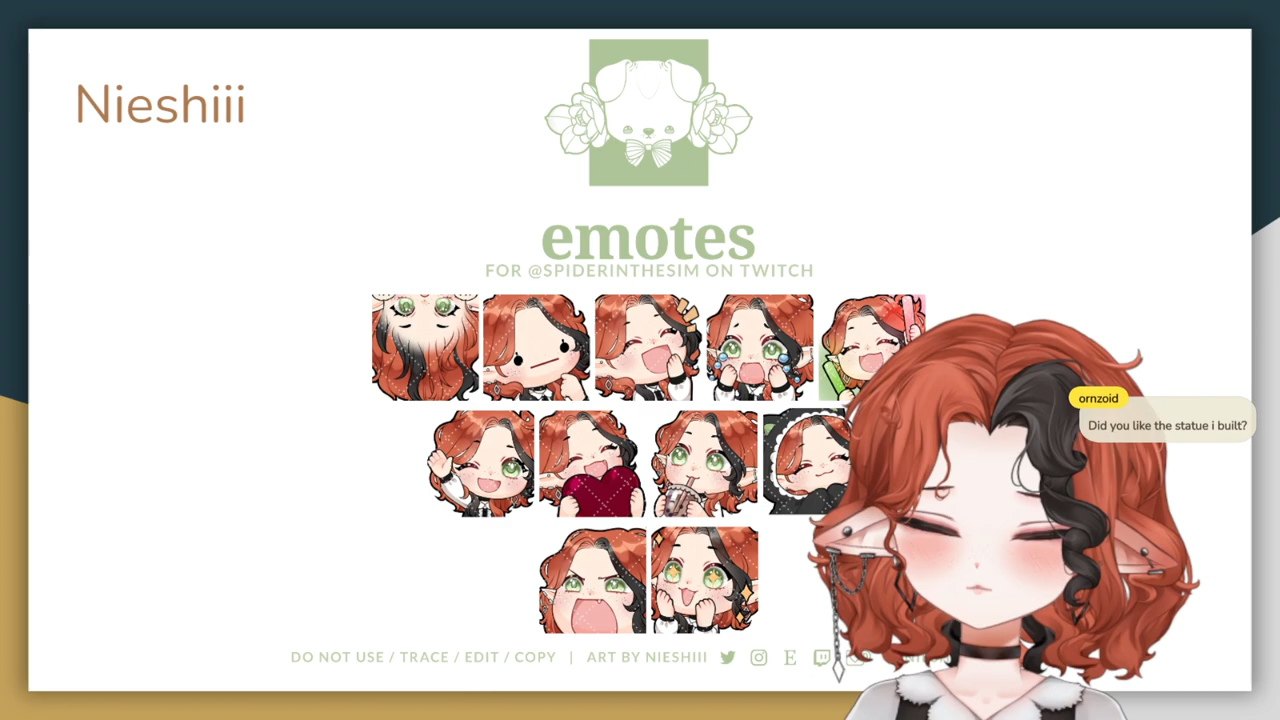 Nieshiii
emotes
FOR @SPIDERINTHESIM ON TWITCH
ornzoid
Did you like the statue i built?
DO NOT USE / TRACE / EDIT / COPY | ART BY NIESHIII